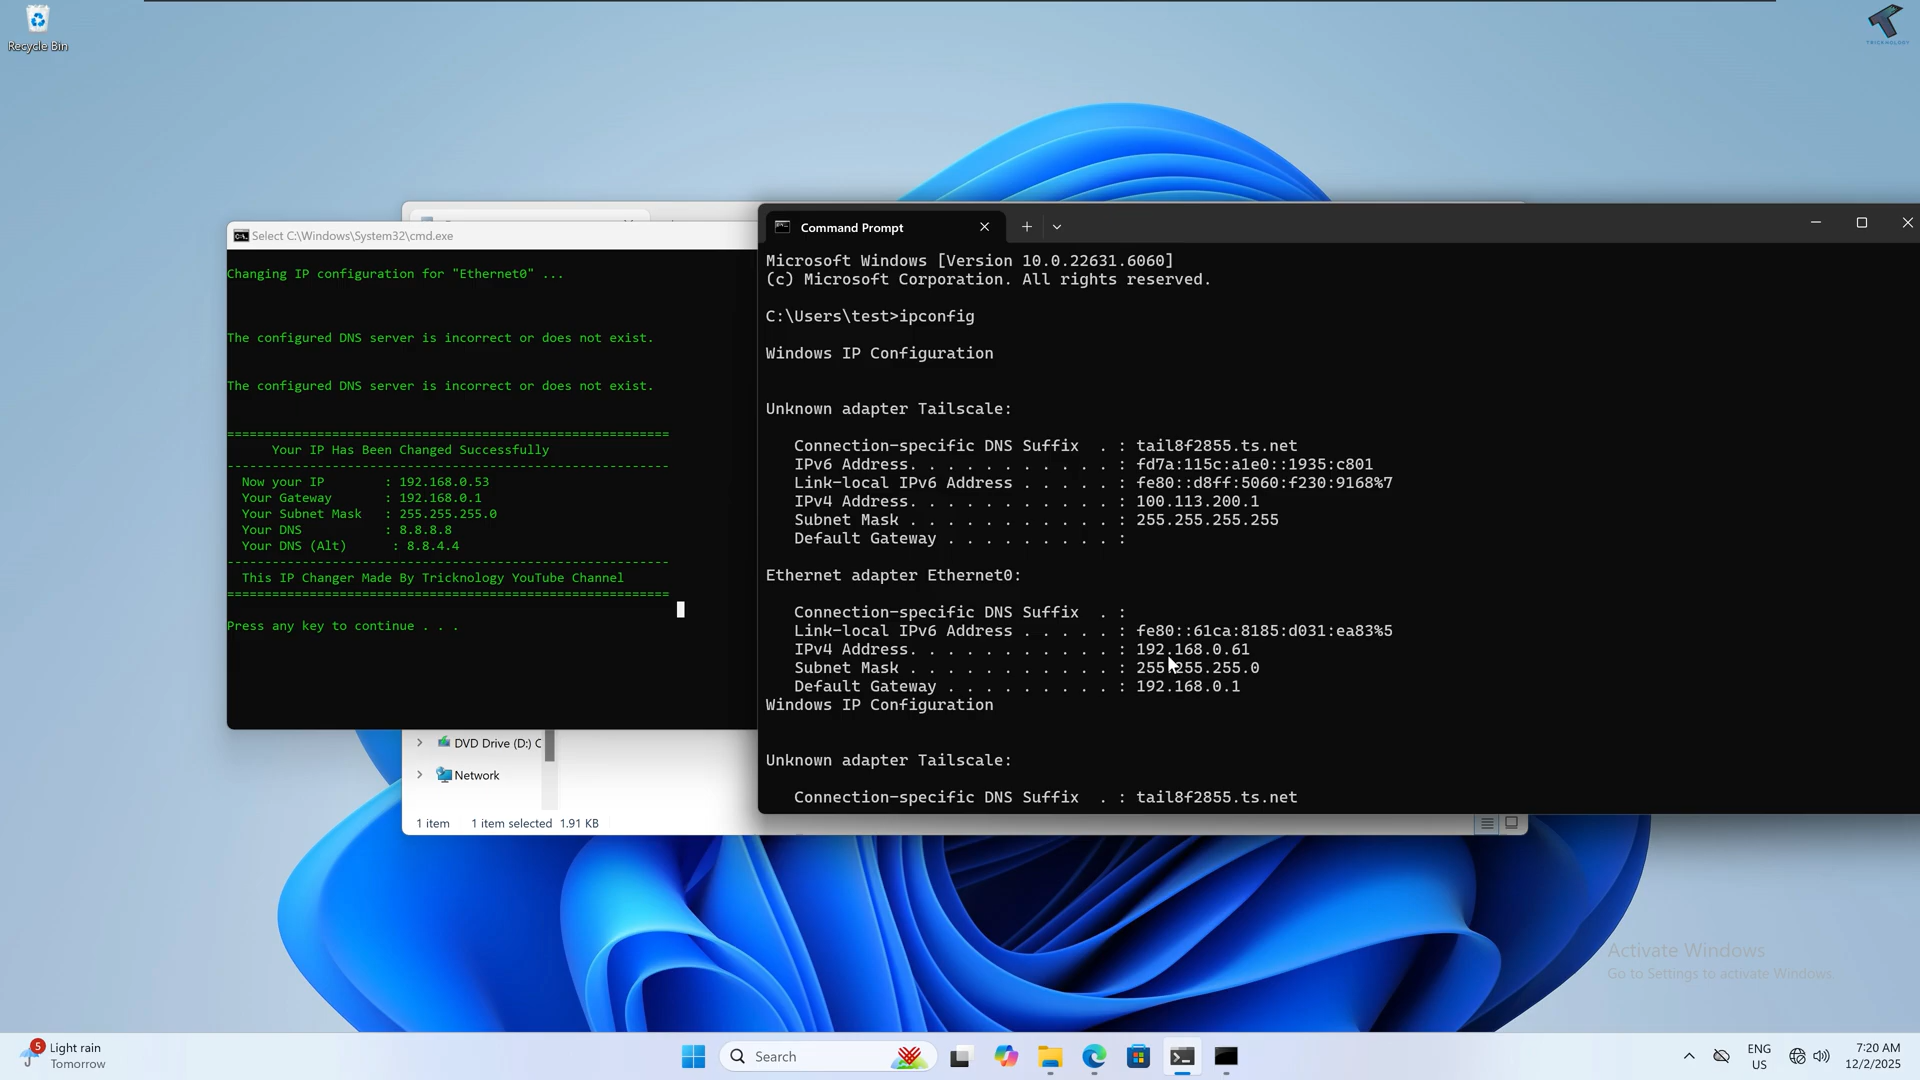 Recycle Bin
TRICKNOLOGY
Select C:\Windows\System32\cmd.exe
Changing IP configuration for "Ethernet0" ...
The configured DNS server is incorrect or does not exist.
The configured DNS server is incorrect or does not exist.
===========================================================
Your IP Has Been Changed Successfully
-----------------------------------------------------------
Now your IP : 192.168.0.53
Your Gateway : 192.168.0.1
Your Subnet Mask : 255.255.255.0
Your DNS : 8.8.8.8
Your DNS (Alt) : 8.8.4.4
-----------------------------------------------------------
This IP Changer Made By Tricknology YouTube Channel
===========================================================
Press any key to continue . . .
Command Prompt
Microsoft Windows [Version 10.0.22631.6060]
(c) Microsoft Corporation. All rights reserved.
C:\Users\test>ipconfig
Windows IP Configuration
Unknown adapter Tailscale:
Connection-specific DNS Suffix . : tail8f2855.ts.net
IPv6 Address. . . . . . . . . . . : fd7a:115c:a1e0::1935:c801
Link-local IPv6 Address . . . . . : fe80::d8ff:5060:f230:9168%7
IPv4 Address. . . . . . . . . . . : 100.113.200.1
Subnet Mask . . . . . . . . . . . : 255.255.255.255
Default Gateway . . . . . . . . . :
Ethernet adapter Ethernet0:
Connection-specific DNS Suffix . :
Link-local IPv6 Address . . . . . : fe80::61ca:8185:d031:ea83%5
IPv4 Address. . . . . . . . . . . : 192.168.0.61
Subnet Mask . . . . . . . . . . . : 255.255.255.0
Default Gateway . . . . . . . . . : 192.168.0.1
Windows IP Configuration
Unknown adapter Tailscale:
Connection-specific DNS Suffix . : tail8f2855.ts.net
DVD Drive (D:) C
Network
1 item 1 item selected 1.91 KB
Activate Windows
Go to Settings to activate Windows.
5
Light rain
Tomorrow
Search
ENG
US
7:20 AM
12/2/2025